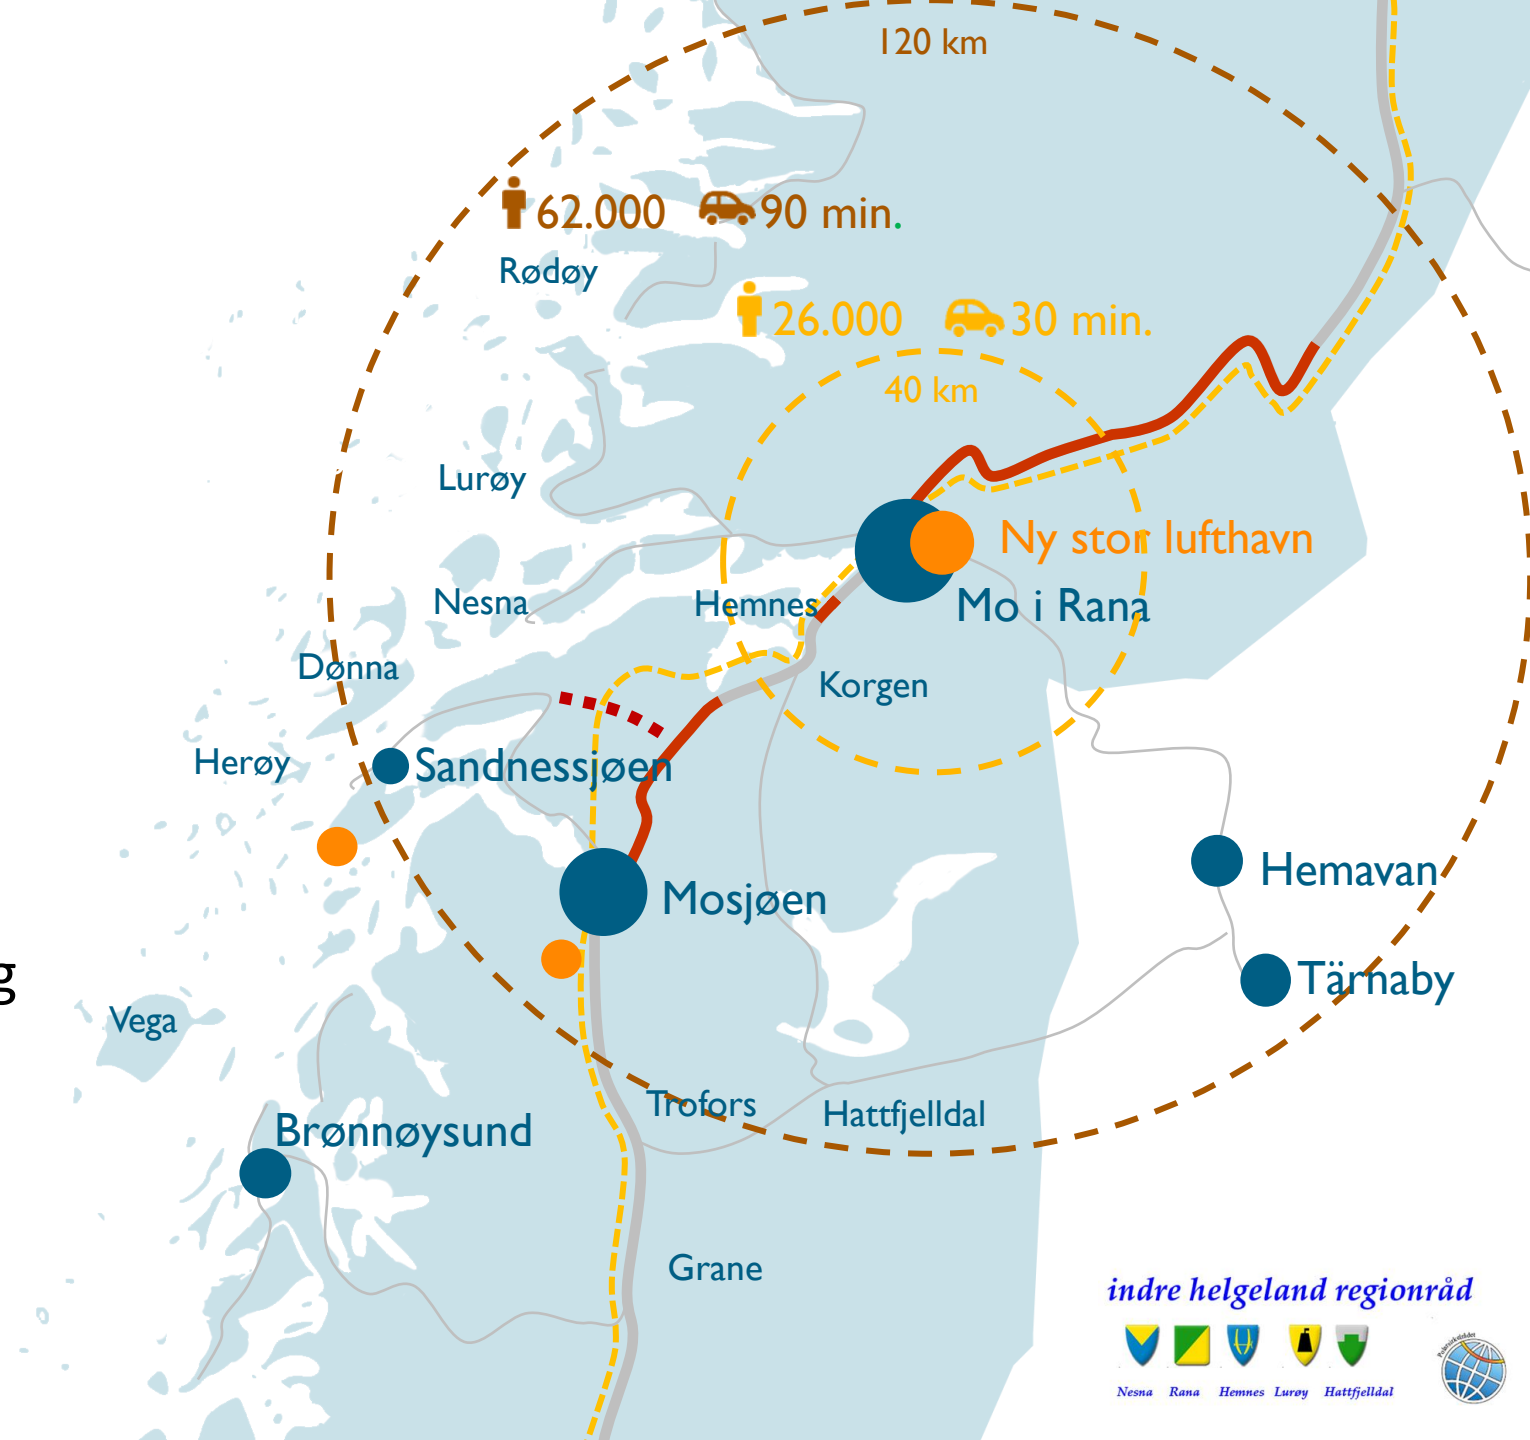 120 km
62.000 90 min.
Rødøy
26.000 30 min.
40 km
Lurøy
Ny stor lufthavn
Nesna
Hemnes
Mo i Rana
Dønna
Korgen
Herøy
Sandnessjøen
Hemavan
Mosjøen
g
Tärnaby
Vega
Trofors
Hattfjelldal
Brønnøysund
Grane
indre helgeland regionråd
Nesna Rana Hemnes Lurøy Hattfjelldal